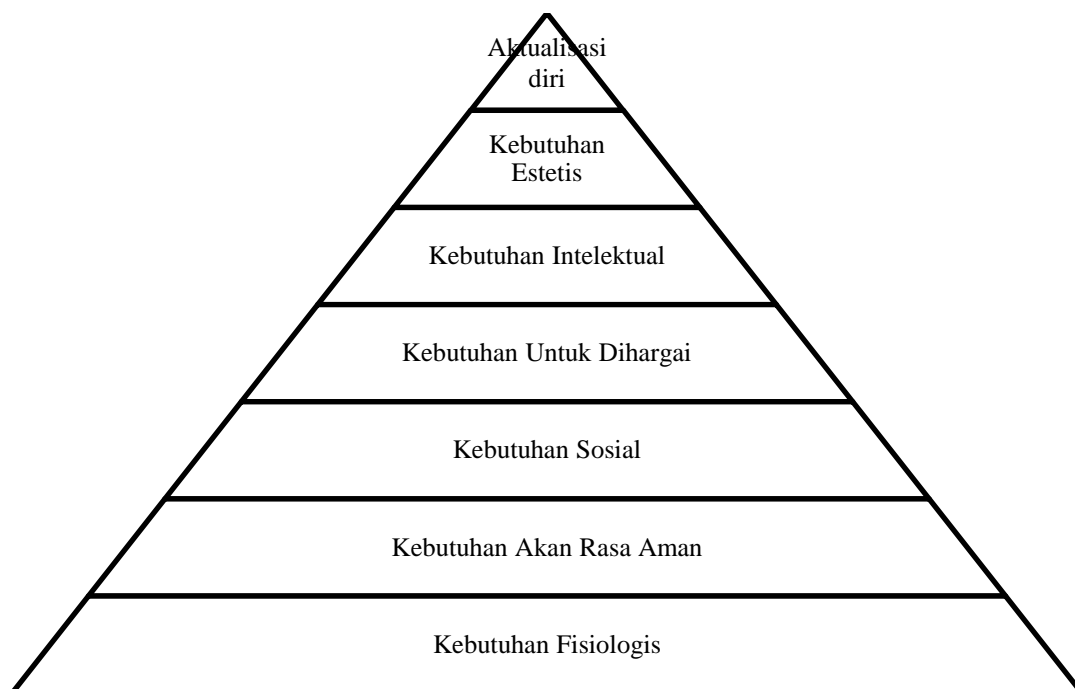 Aktualisasi
diri
Kebutuhan
Estetis
Kebutuhan Intelektual
Kebutuhan Untuk Dihargai
Kebutuhan Sosial
Kebutuhan Akan Rasa Aman
Kebutuhan Fisiologis